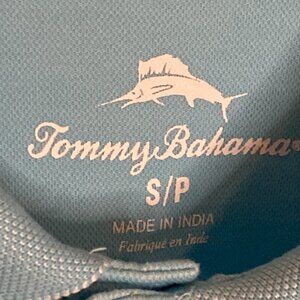 Tommy Bahama®
S/P
MADE IN INDIA
Fabriqué en Inde